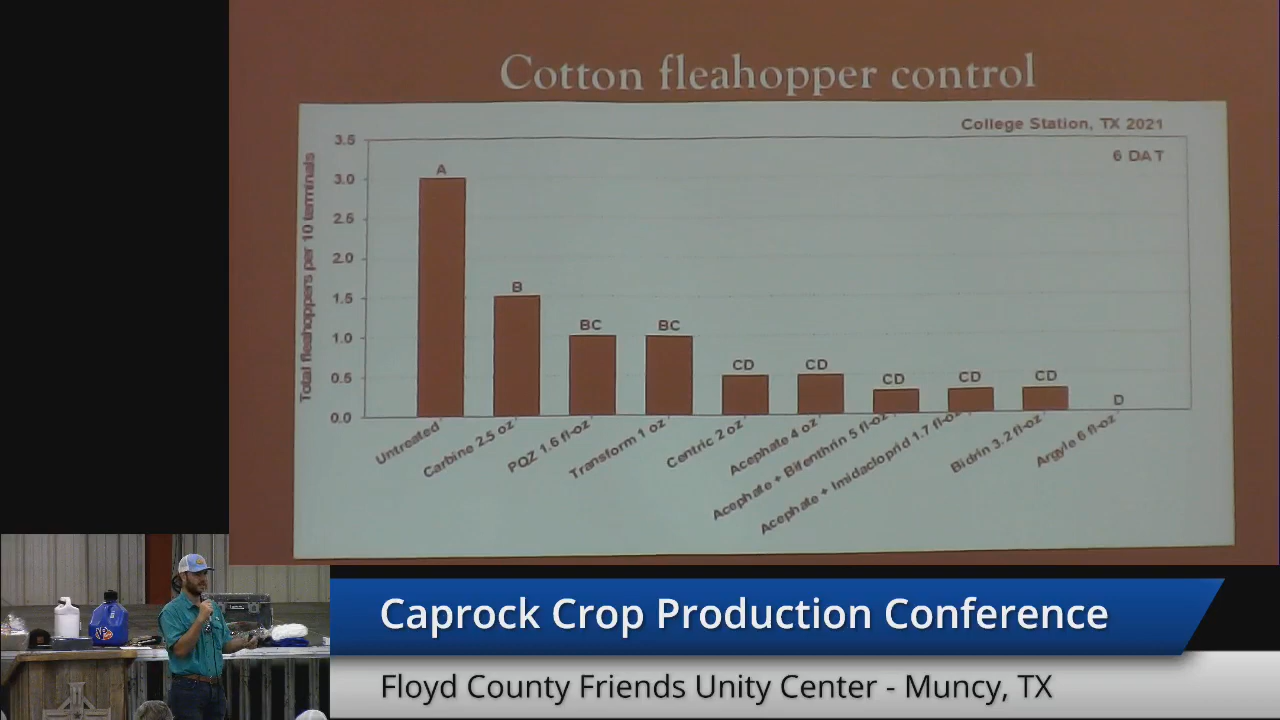 Cotton fleahopper control
College Station, TX 2021
6 DAT
Total fleahoppers per 10 terminals
3.5
3.0
2.5
2.0
1.5
1.0
0.5
0.0
A
B
BC
BC
CD
CD
CD
CD
CD
D
Untreated
Carbine 2.5 oz
PQZ 1.6 fl-oz
Transform 1 oz
Centric 2 oz
Acephate 4 oz
Acephate + Bifenthrin 5 fl-oz
Acephate + Imidacloprid 1.7 fl-oz
Bidrin 3.2 fl-oz
Argyle 6 fl-oz
Caprock Crop Production Conference
Floyd County Friends Unity Center - Muncy, TX